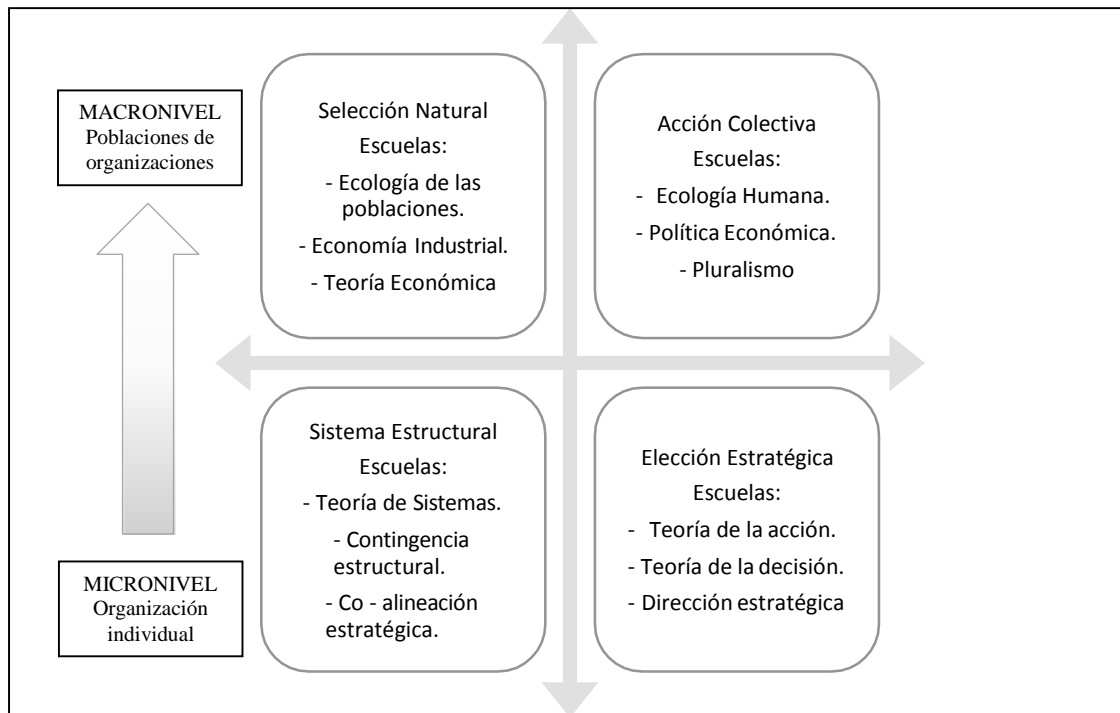 MACRONIVEL
Poblaciones de
organizaciones
Selección Natural
Escuelas:
- Ecología de las
poblaciones.
- Economía Industrial.
- Teoría Económica
Acción Colectiva
Escuelas:
- Ecología Humana.
- Política Económica.
- Pluralismo
MICRONIVEL
Organización
individual
Sistema Estructural
Escuelas:
- Teoría de Sistemas.
- Contingencia
estructural.
- Co - alineación
estratégica.
Elección Estratégica
Escuelas:
- Teoría de la acción.
- Teoría de la decisión.
- Dirección estratégica